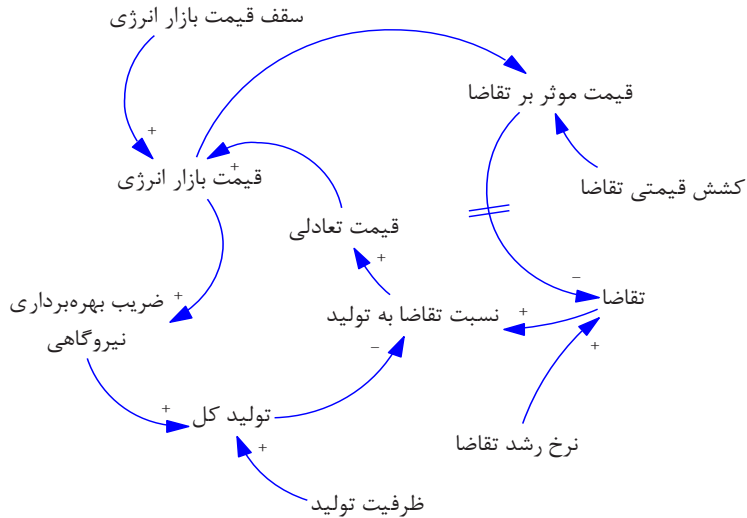 سقف قیمت بازار انرژی
+
قیمت موثر بر تقاضا
+
قیمت بازار انرژی
کشش قیمتی تقاضا
قیمت تعادلی
+
–
تقاضا
ضریب بهره‌برداری
نیروگاهی
+
نسبت تقاضا به تولید
+
+
–
تولید کل
+
نرخ رشد تقاضا
+
ظرفیت تولید